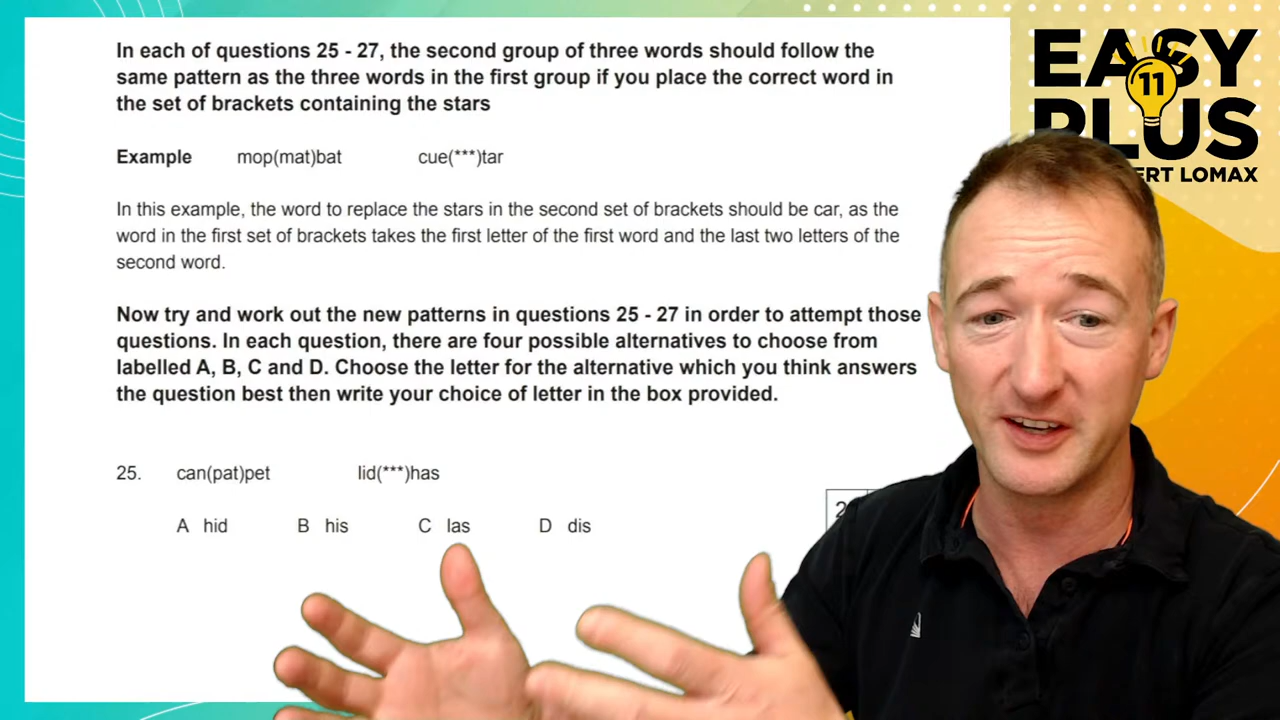 In each of questions 25 - 27, the second group of three words should follow the
same pattern as the three words in the first group if you place the correct word in
the set of brackets containing the stars
Example mop(mat)bat cue(***)tar
In this example, the word to replace the stars in the second set of brackets should be car, as the
word in the first set of brackets takes the first letter of the first word and the last two letters of the
second word.
Now try and work out the new patterns in questions 25 - 27 in order to attempt those
questions. In each question, there are four possible alternatives to choose from
labelled A, B, C and D. Choose the letter for the alternative which you think answers
the question best then write your choice of letter in the box provided.
25. can(pat)pet lid(***)has
A hid B his C las D dis
EASY
11
PLUS
LOMAX